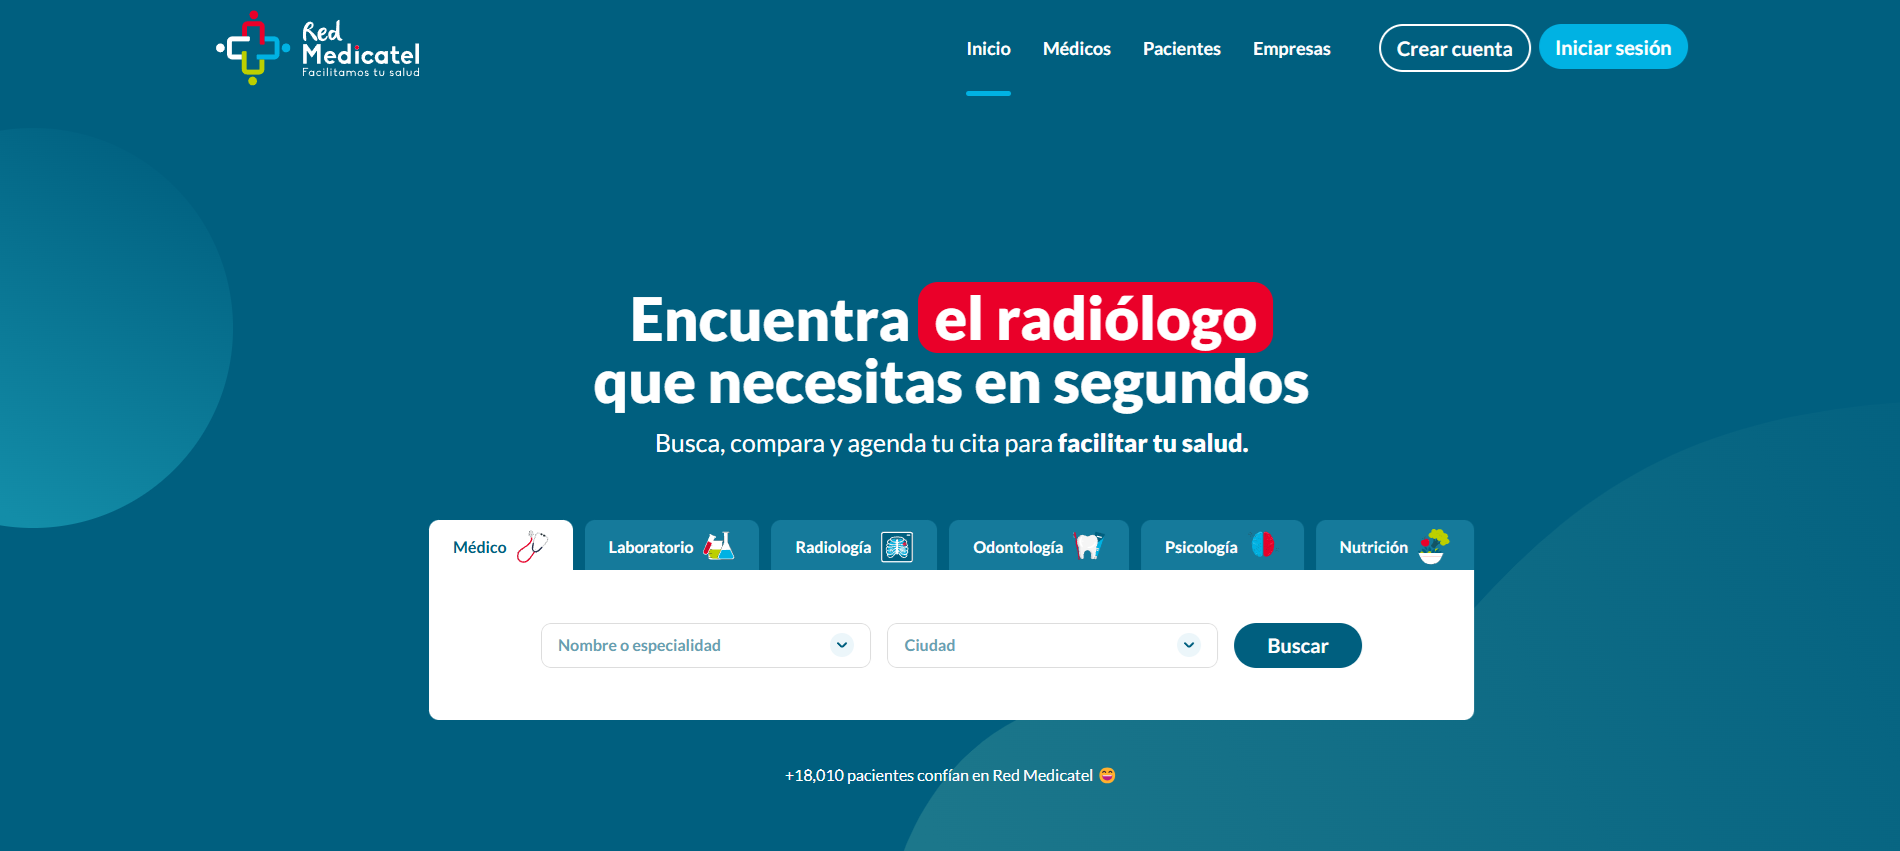 Red
Medicatel
Facilitamos tu salud
Inicio
Médicos
Pacientes
Empresas
Crear cuenta
Iniciar sesión
Encuentra el radiólogo
que necesitas en segundos
Busca, compara y agenda tu cita para facilitar tu salud.
Médico
Laboratorio
Radiología
Odontología
Psicología
Nutrición
Nombre o especialidad
Ciudad
Buscar
+18,010 pacientes confían en Red Medicatel 😄